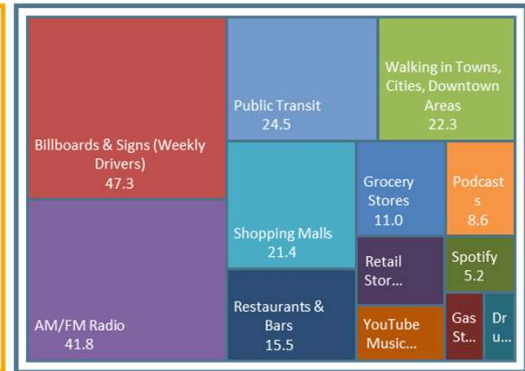 Billboards & Signs (Weekly
Drivers)
47.3
AM/FM Radio
41.8
Public Transit
24.5
Walking in Towns,
Cities, Downtown
Areas
22.3
Shopping Malls
21.4
Restaurants &
Bars
15.5
Grocery
Stores
11.0
Podcast
s
8.6
Retail
Stor...
Spotify
5.2
YouTube
Music...
Gas
St...
Dr
u...